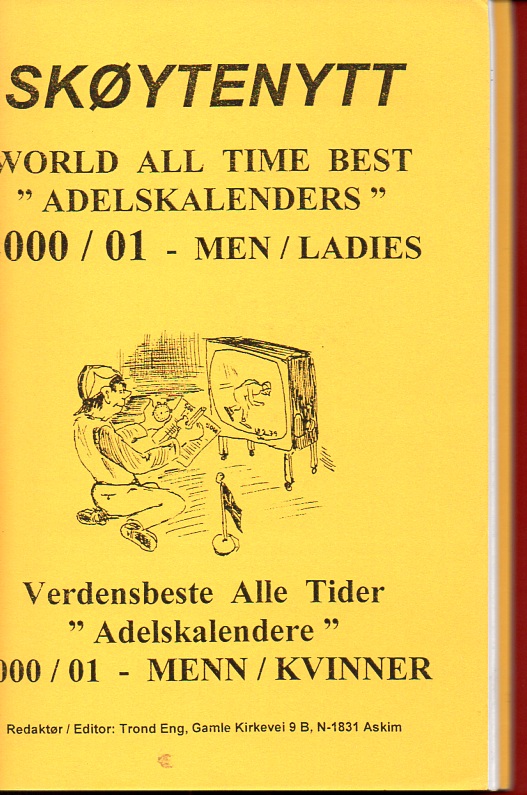 SKØYTENYTT
WORLD ALL TIME BEST
” ADELSKALENDERS ”
000 / 01 - MEN / LADIES
Verdensbeste Alle Tider
” Adelskalendere ”
000 / 01 - MENN / KVINNER
Redaktør / Editor: Trond Eng, Gamle Kirkevei 9 B, N-1831 Askim